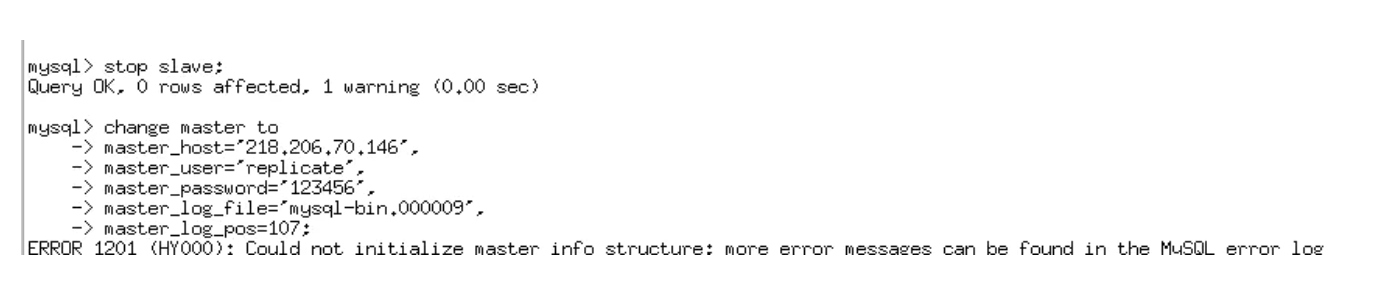 mysql> stop slave;
Query OK, 0 rows affected, 1 warning (0.00 sec)
mysql> change master to
-> master_host='218.206.70.146',
-> master_user='replicate',
-> master_password='123456',
-> master_log_file='mysql-bin.000009',
-> master_log_pos=107;
ERROR 1201 (HY000): Could not initialize master info structure; more error messages can be found in the MySQL error log